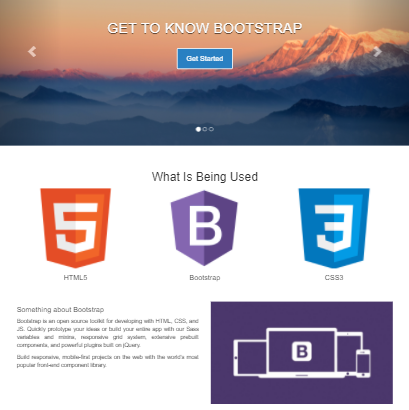 GET TO KNOW BOOTSTRAP
Get Started
What Is Being Used
5
B
3
HTML5
Bootstrap
CSS3
Something about Bootstrap
Bootstrap is an open source toolkit for developing with HTML, CSS, and
JS. Quickly prototype your ideas or build your entire app with our Sass
variables and mixins, responsive grid system, extensive prebuilt
components, and powerful plugins built on jQuery.
Build responsive, mobile-first projects on the web with the world's most
popular front-end component library.
B